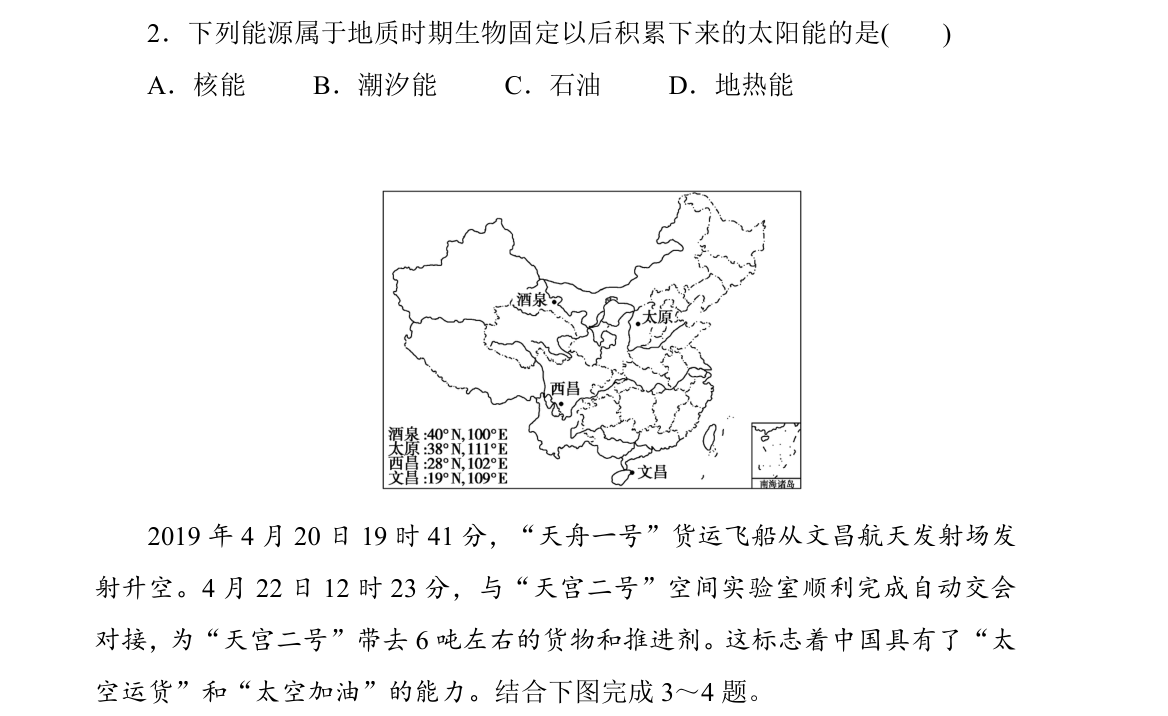 2．下列能源属于地质时期生物固定以后积累下来的太阳能的是(　　)
A．核能　　B．潮汐能　　C．石油　　D．地热能
酒泉
太原
西昌
酒泉:40°N,100°E
太原:38°N,111°E
西昌:28°N,102°E
文昌:19°N,109°E
文昌
南海诸岛
2019 年 4 月 20 日 19 时 41 分，“天舟一号”货运飞船从文昌航天发射场发
射升空。4 月 22 日 12 时 23 分，与“天宫二号”空间实验室顺利完成自动交会
对接，为“天宫二号”带去 6 吨左右的货物和推进剂。这标志着中国具有了“太
空运货”和“太空加油”的能力。结合下图完成 3～4 题。